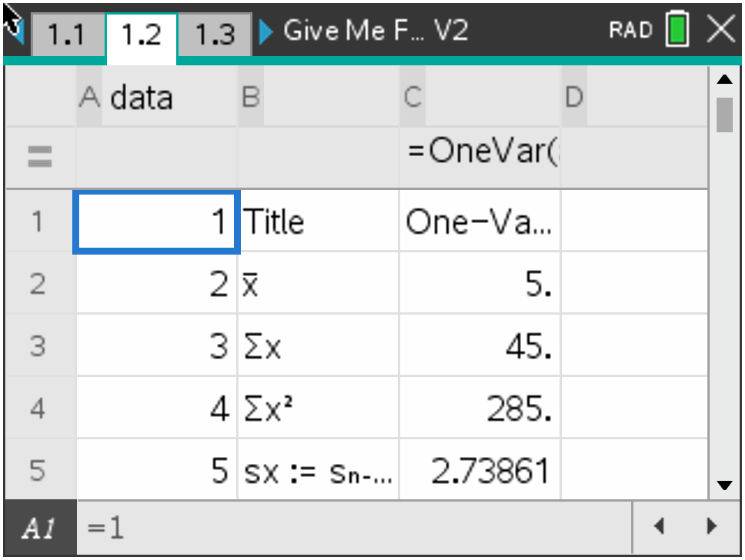 1.1 1.2 1.3 Give Me F... V2 RAD
A data B C D
= =OneVar(
1 1 Title One−Va...
2 2 x̄ 5.
3 3 Σx 45.
4 4 Σx² 285.
5 5 sx := sₙ₋... 2.73861
A1 =1